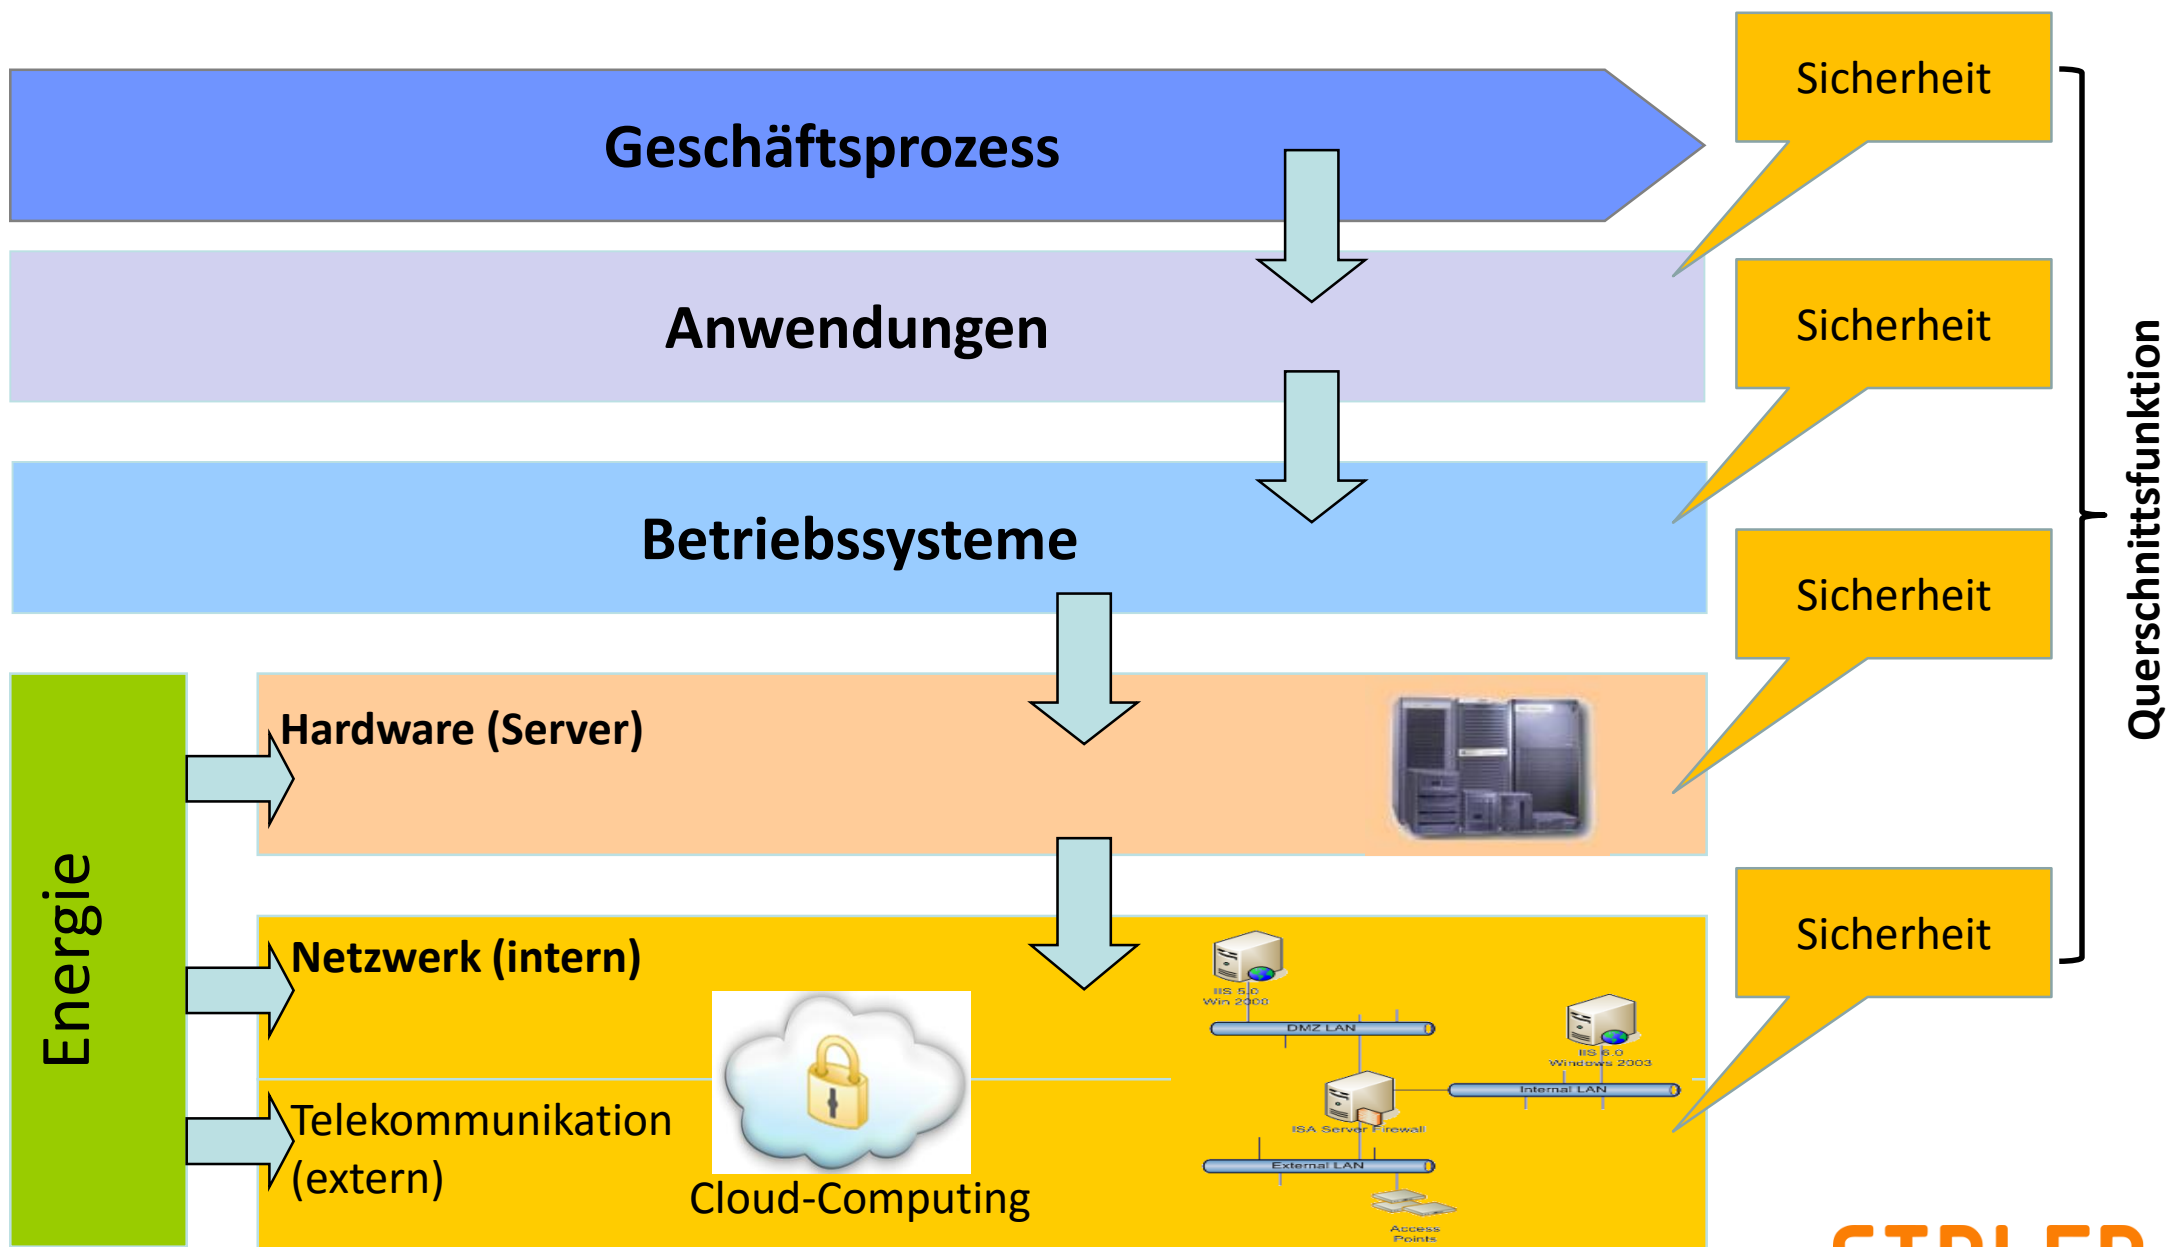 Geschäftsprozess
Sicherheit
Anwendungen
Sicherheit
Betriebssysteme
Sicherheit
Querschnittsfunktion
Energie
Hardware (Server)
Netzwerk (intern)
Sicherheit
IIS 5.0
Win 2008
DMZ LAN
IIS 6.0
Windows 2003
Internal LAN
ISA Server Firewall
External LAN
Access
Points
Telekommunikation
(extern)
Cloud-Computing